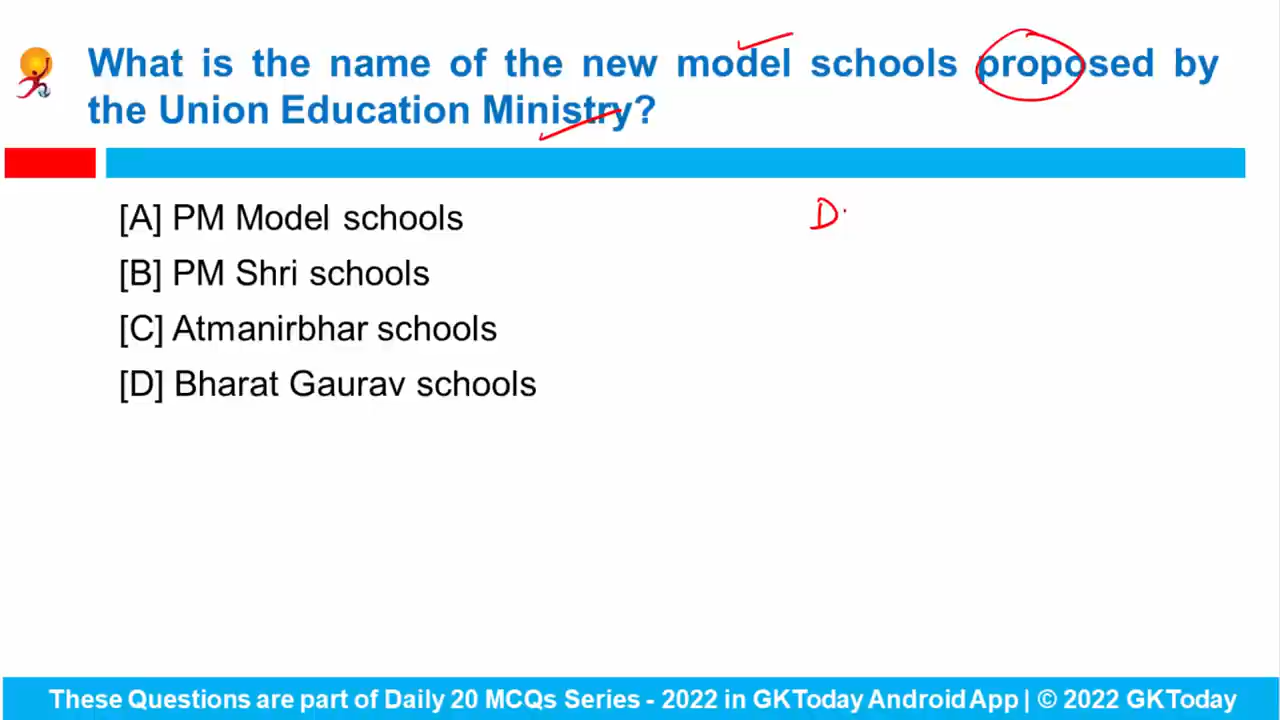 What is the name of the new model schools proposed by
the Union Education Ministry?
[A] PM Model schools
D.
[B] PM Shri schools
[C] Atmanirbhar schools
[D] Bharat Gaurav schools
These Questions are part of Daily 20 MCQs Series - 2022 in GKToday Android App | © 2022 GKToday